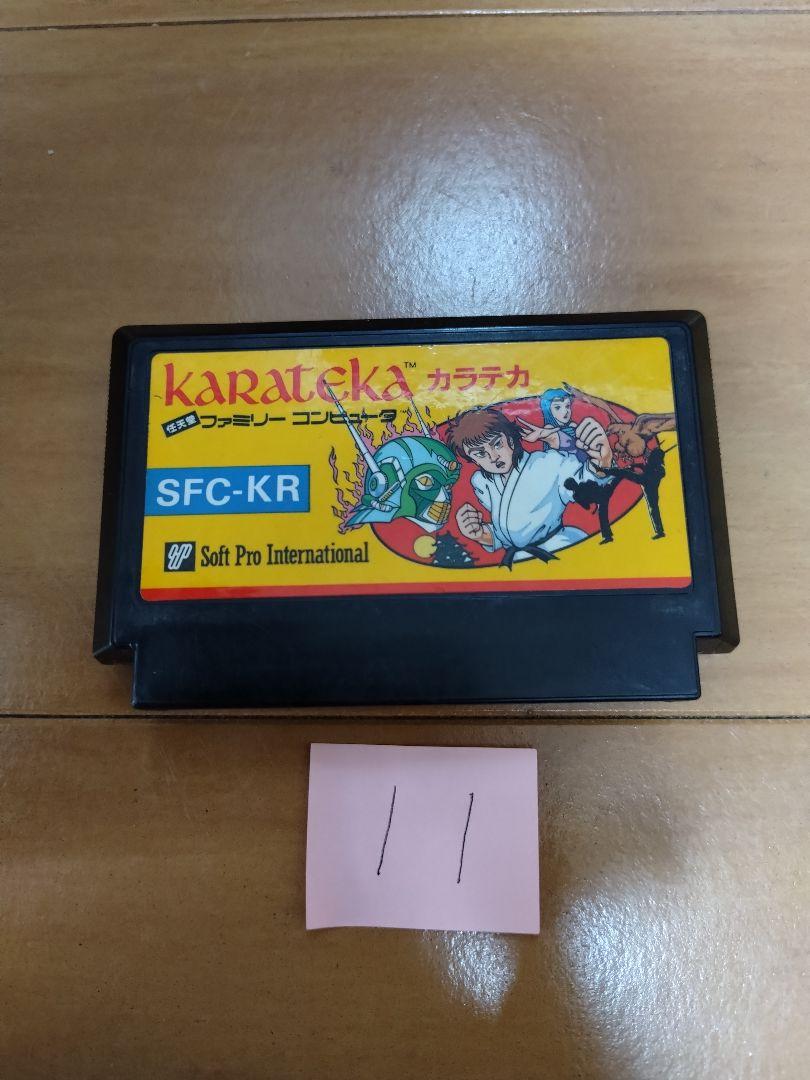 KARATEKA™ カラテカ
任天堂 ファミリー コンピュータ™
SFC-KR
SP Soft Pro International
11